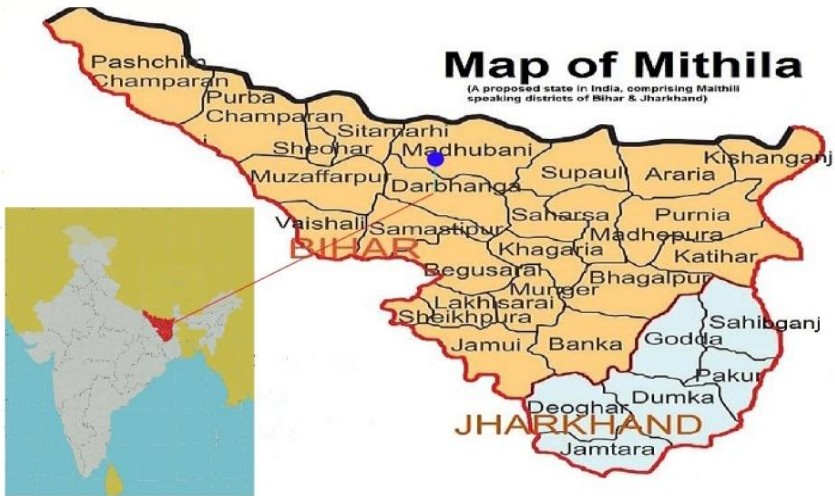 Map of Mithila
(A proposed state in India, comprising Maithili
speaking districts of Bihar & Jharkhand)
Pashchim
Champaran
Purba
Champaran
Sitamarhi
Sheohar
Madhubani
Muzaffarpur
Darbhanga
Supaul
Araria
Kishanganj
Vaishali
Samastipur
Saharsa
Purnia
Madhepura
BIHAR
Khagaria
Katihar
Begusarai
Munger
Bhagalpur
Lakhisarai
Sheikhpura
Jamui
Banka
Godda
Sahibganj
Pakur
Dumka
Deoghar
JHARKHAND
Jamtara